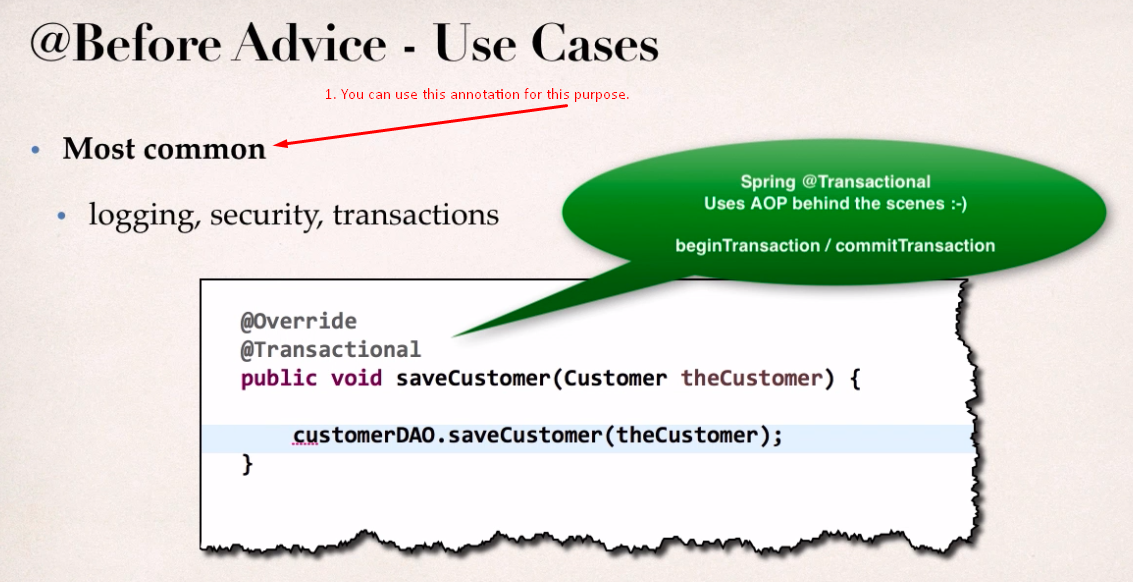 @Before Advice - Use Cases
1. You can use this annotation for this purpose.
• Most common
• logging, security, transactions
Spring @Transactional
Uses AOP behind the scenes :-)
beginTransaction / commitTransaction
@Override
@Transactional
public void saveCustomer(Customer theCustomer) {
customerDAO.saveCustomer(theCustomer);
}